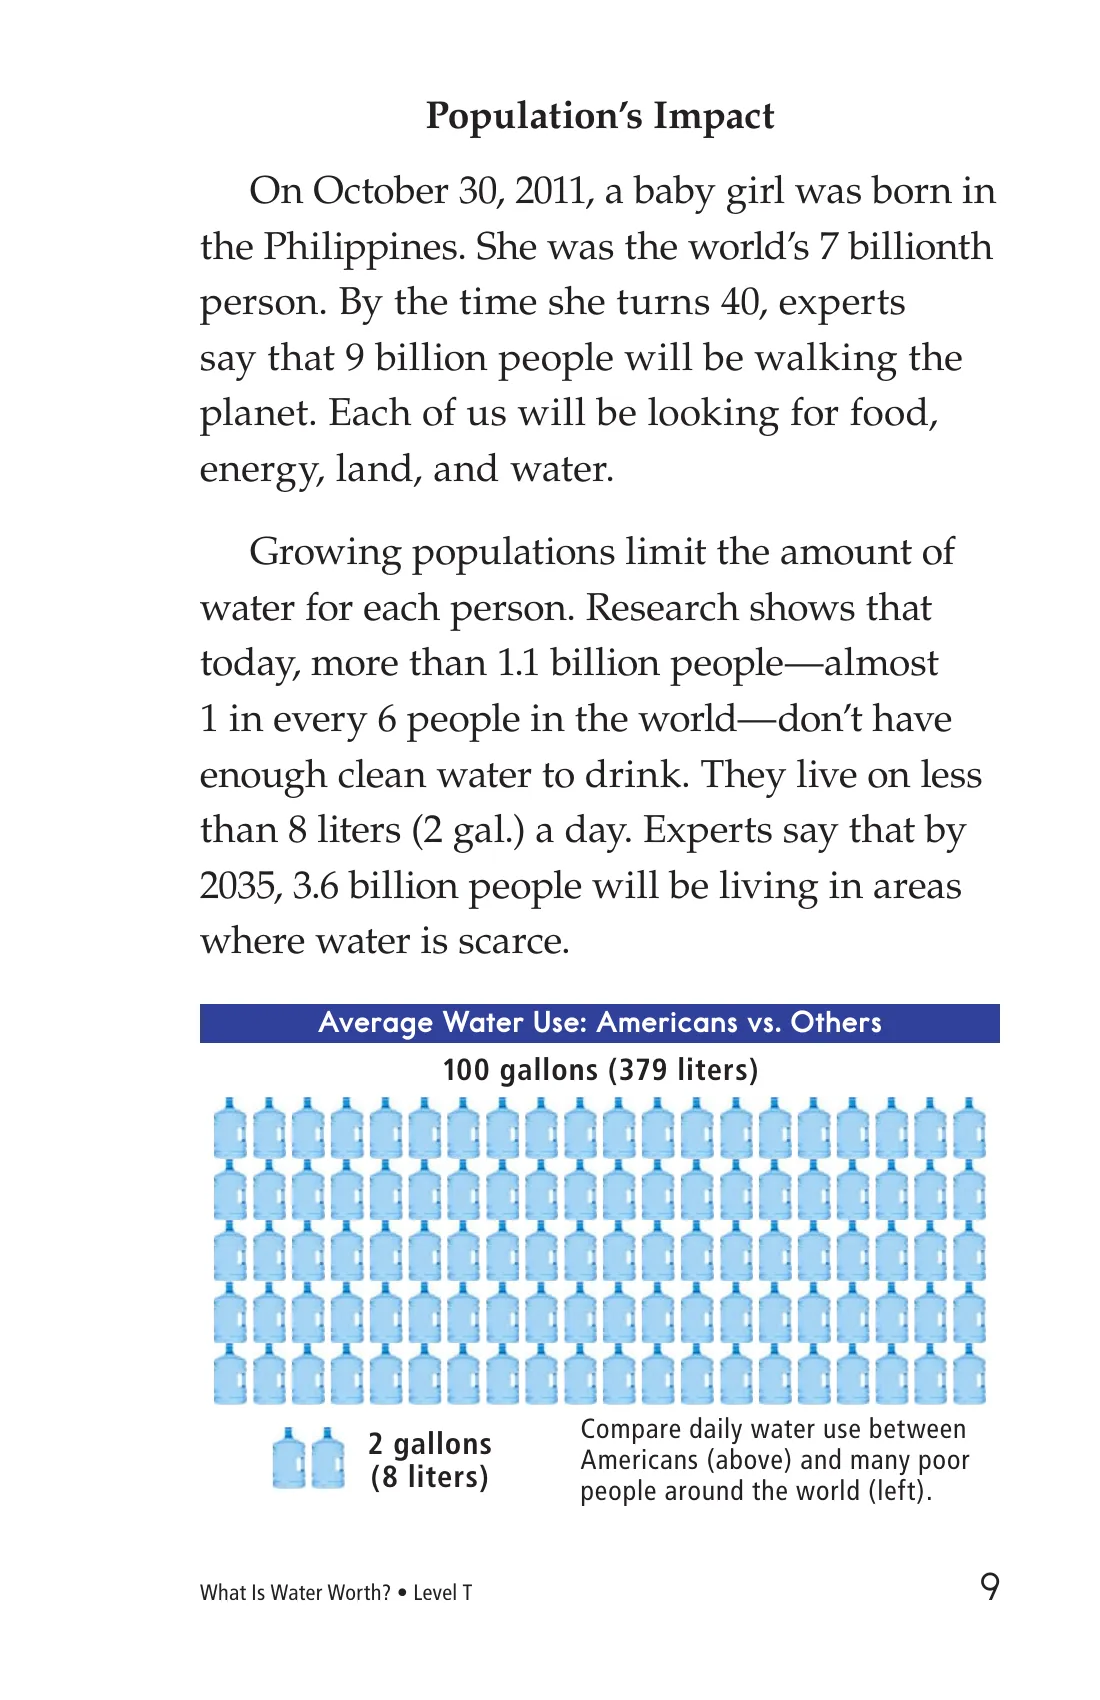 Population’s Impact
On October 30, 2011, a baby girl was born in
the Philippines. She was the world’s 7 billionth
person. By the time she turns 40, experts
say that 9 billion people will be walking the
planet. Each of us will be looking for food,
energy, land, and water.
Growing populations limit the amount of
water for each person. Research shows that
today, more than 1.1 billion people—almost
1 in every 6 people in the world—don’t have
enough clean water to drink. They live on less
than 8 liters (2 gal.) a day. Experts say that by
2035, 3.6 billion people will be living in areas
where water is scarce.
Average Water Use: Americans vs. Others
100 gallons (379 liters)
2 gallons
(8 liters)
Compare daily water use between
Americans (above) and many poor
people around the world (left).
What Is Water Worth? • Level T
9